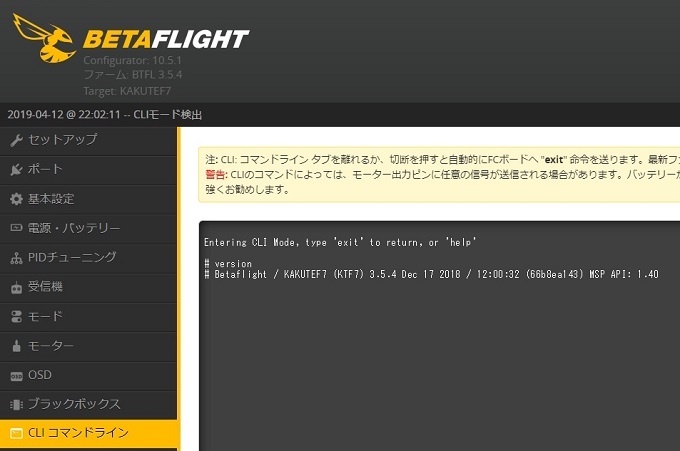 BETAFLIGHT
Configurator: 10.5.1
ファーム: BTFL 3.5.4
Target: KAKUTEF7
2019-04-12 @ 22:02:11 -- CLIモード検出
セットアップ
ポート
基本設定
電源・バッテリー
PIDチューニング
受信機
モード
モーター
OSD
ブラックボックス
CLI コマンドライン
注: CLI: コマンドライン タブを離れるか、切断を押すと自動的にFCボードへ "exit" 命令を送ります。最新フ
警告: CLIのコマンドによっては、モーター出力ピンに任意の信号が送信される場合があります。バッテリー
強くお勧めします。
Entering CLI Mode, type 'exit' to return, or 'help'
# version
# Betaflight / KAKUTEF7 (KTF7) 3.5.4 Dec 17 2018 / 12:00:32 (66b8ea143) MSP API: 1.40